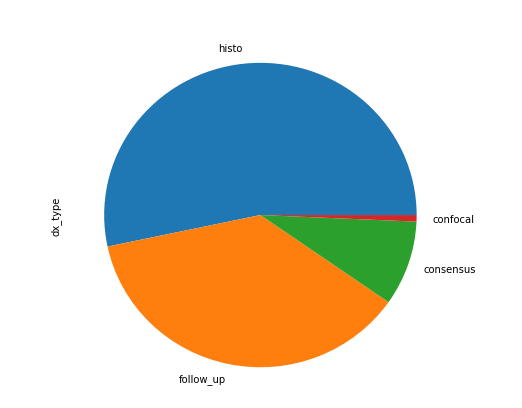 histo
dx_type
confocal
consensus
follow_up